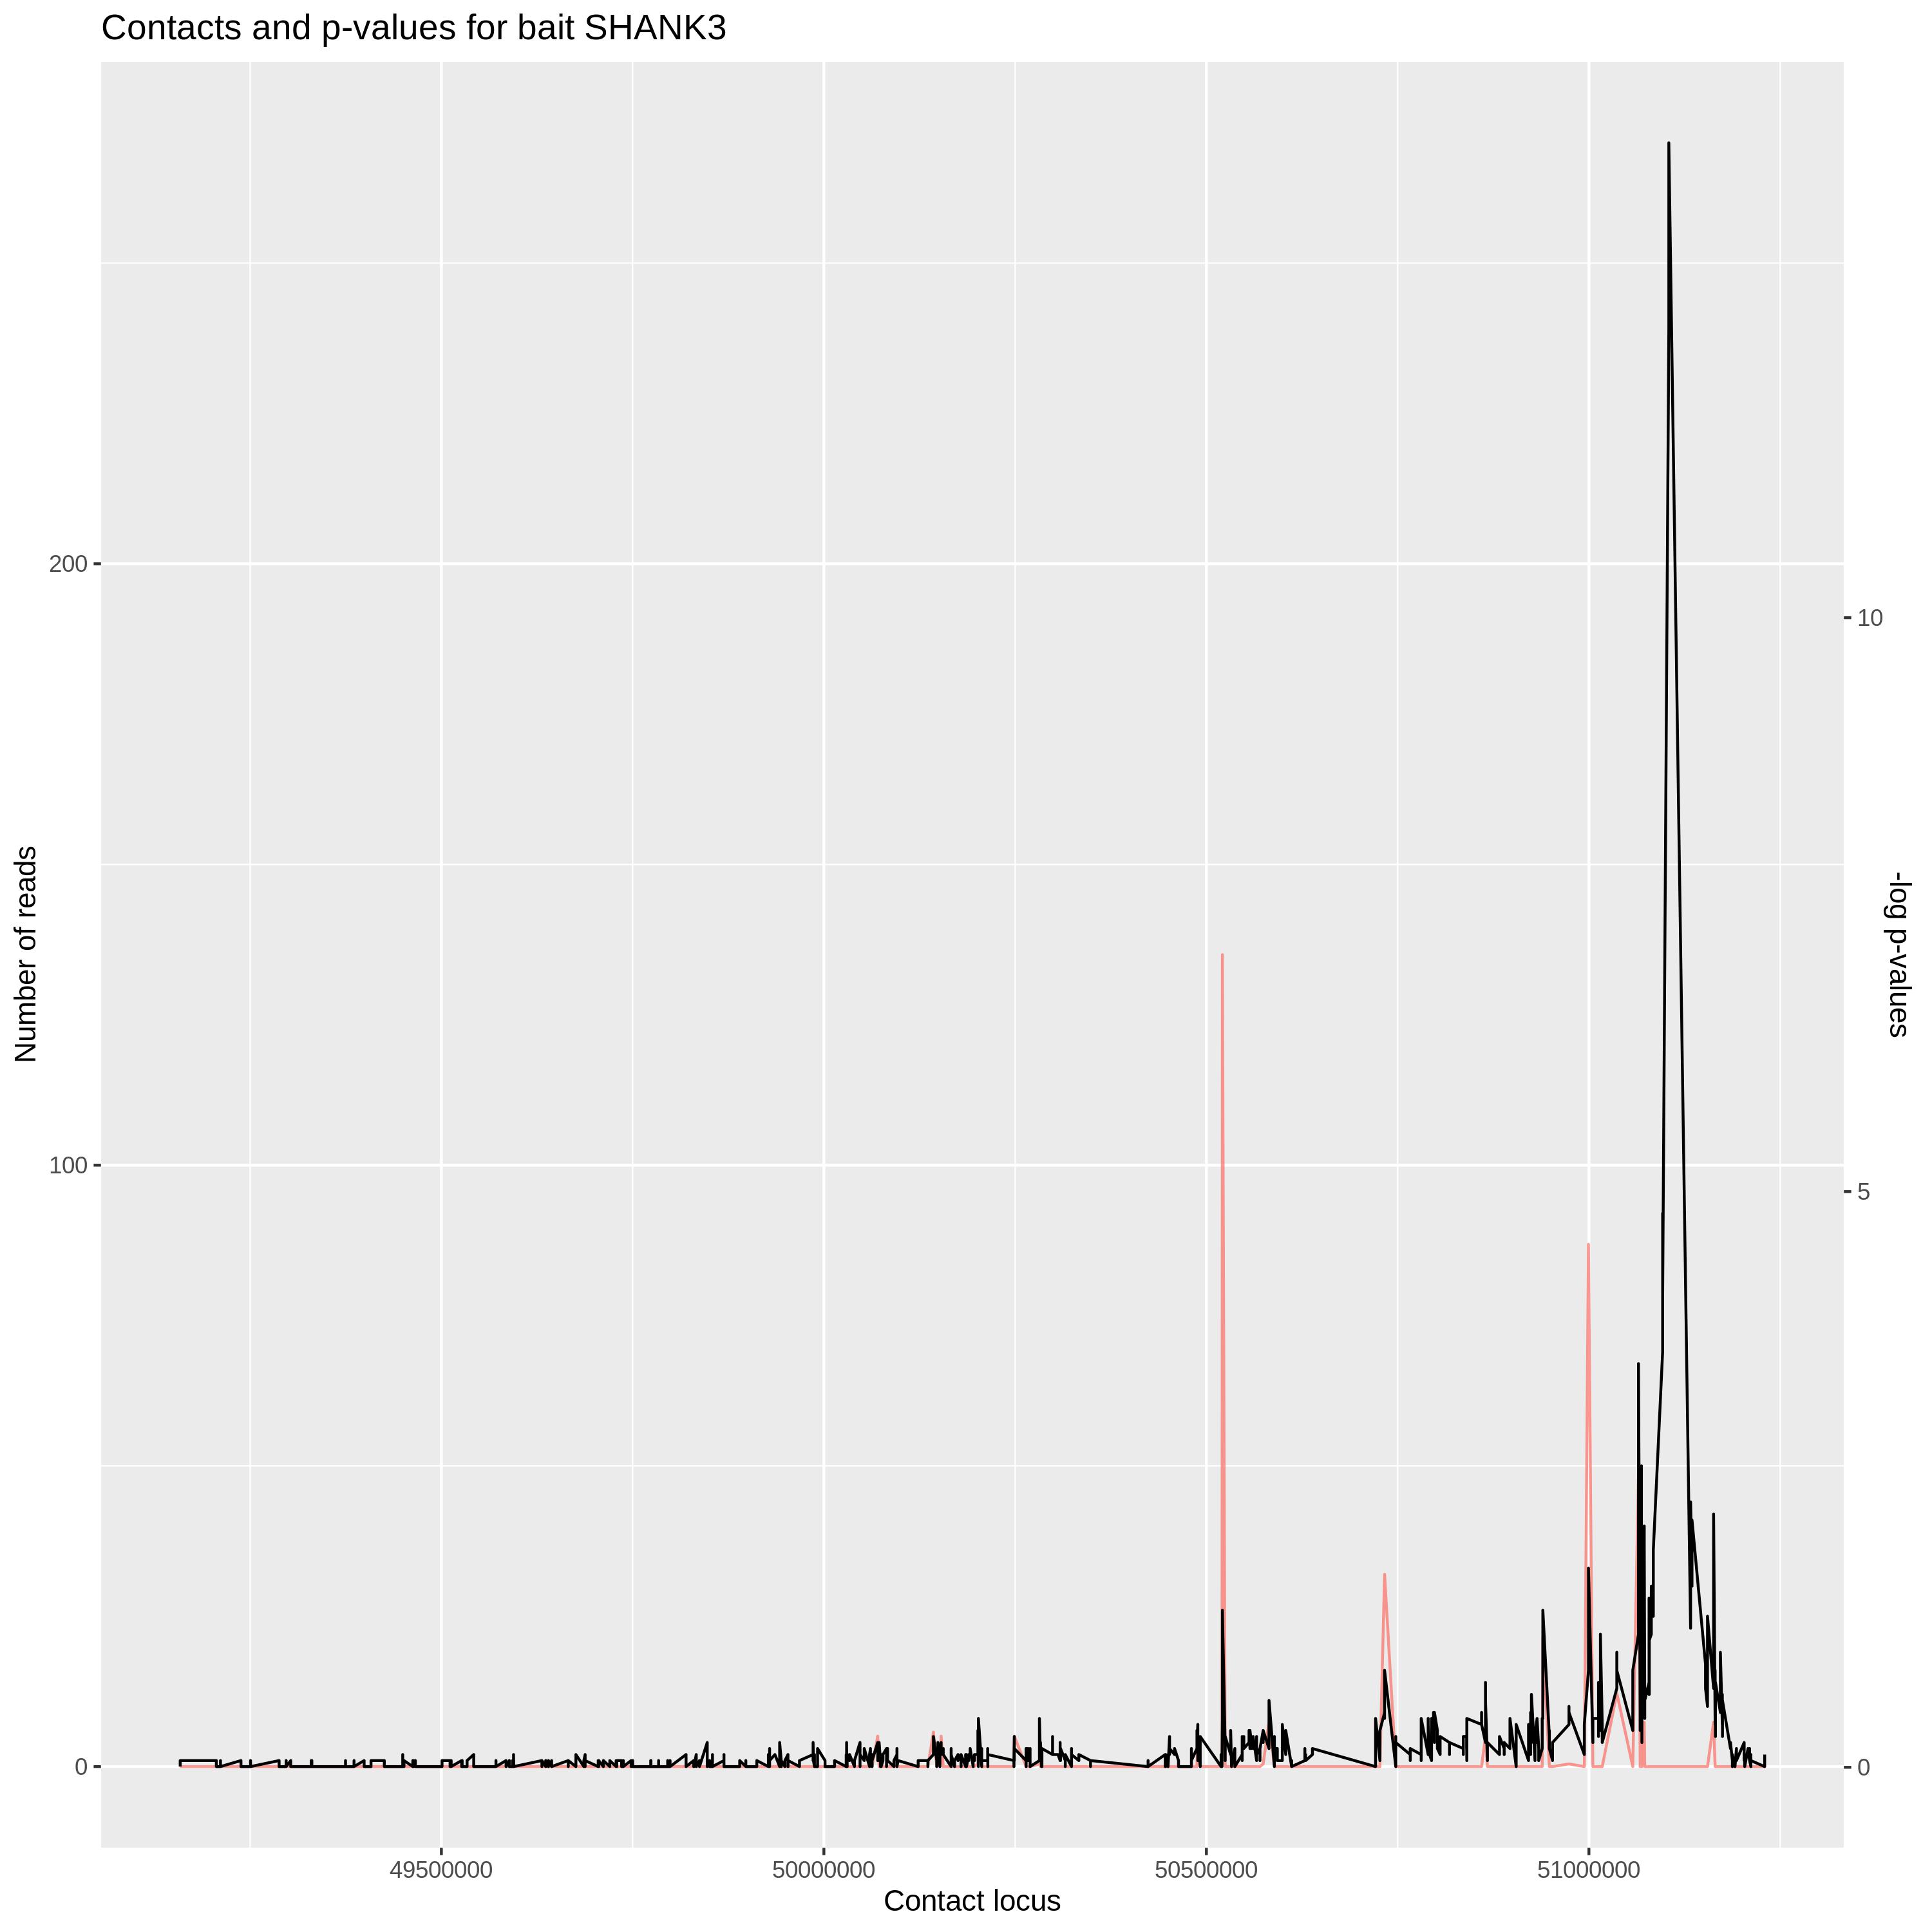 Contacts and p-values for bait SHANK3
Number of reads
200
100
0
10
5
0
-log p-values
49500000 50000000 50500000 51000000
Contact locus